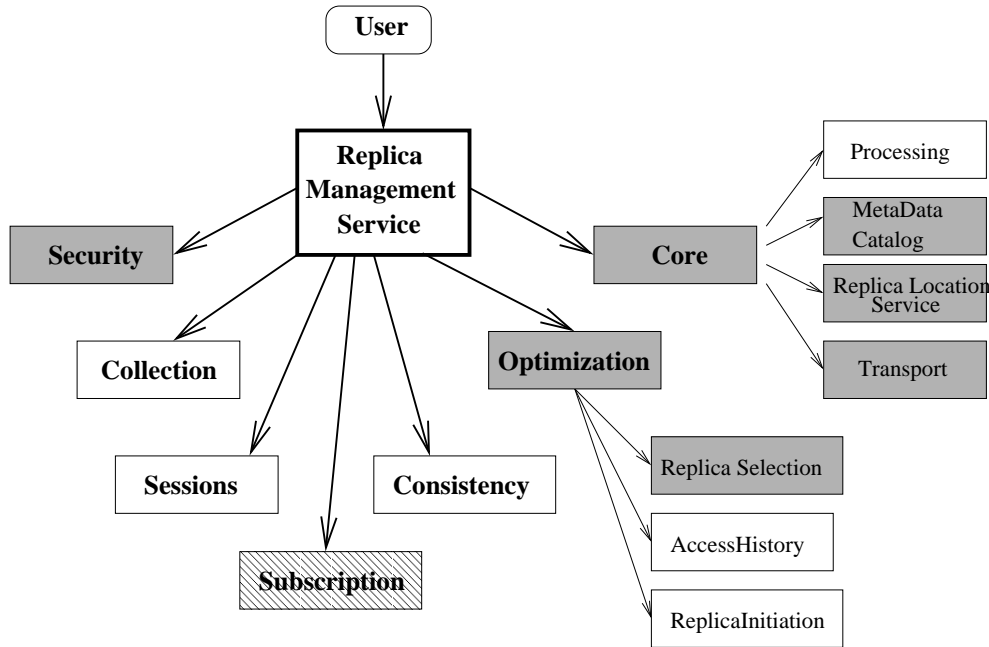 User
Replica
Management
Service
Processing
MetaData
Catalog
Security
Core
Replica Location
Service
Collection
Optimization
Transport
Replica Selection
Sessions
Consistency
AccessHistory
Subscription
ReplicaInitiation